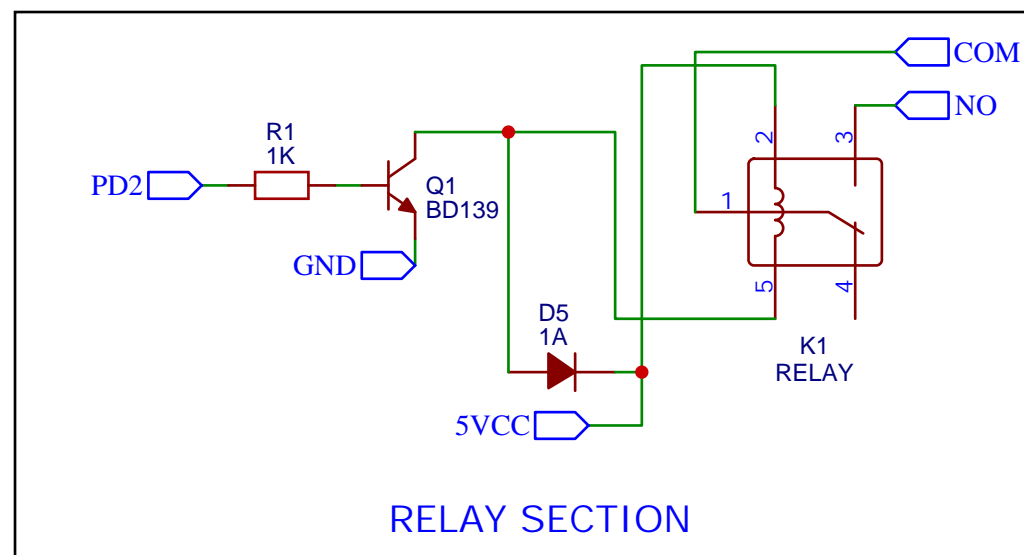 COM
NO
R1
1K
PD2
Q1
BD139
GND
2
3
1
5
4
D5
1A
K1
RELAY
5VCC
RELAY SECTION